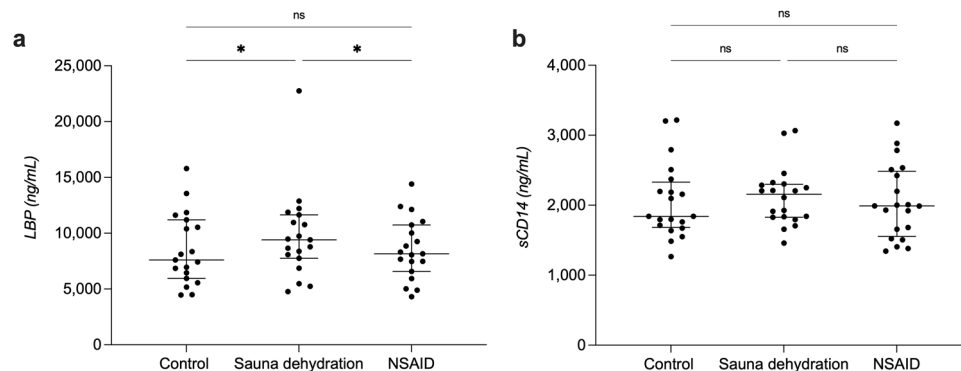 a
ns
*
*
LBP (ng/mL)
25,000
20,000
15,000
10,000
5,000
0
Control
Sauna dehydration
NSAID
b
ns
ns
ns
sCD14 (ng/mL)
4,000
3,000
2,000
1,000
0
Control
Sauna dehydration
NSAID